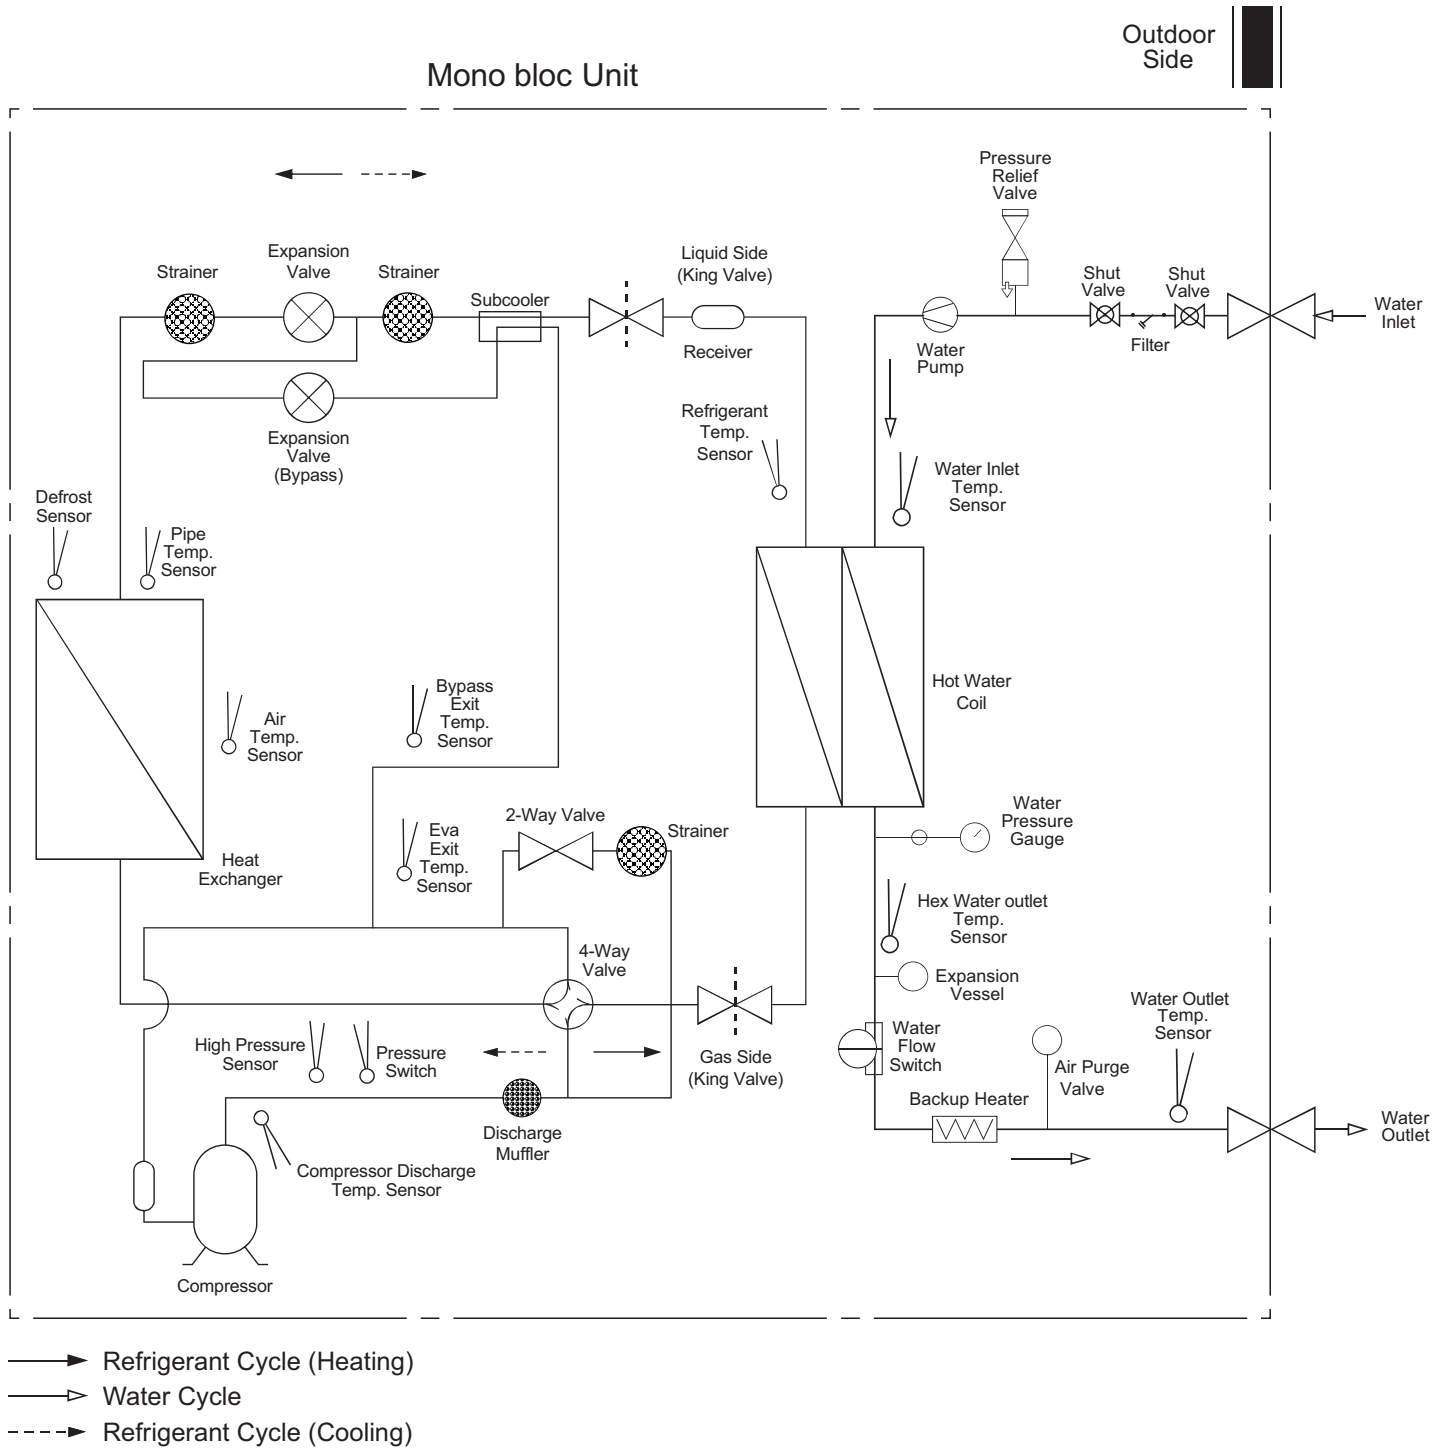 Outdoor
Side
Mono bloc Unit
Pressure
Relief
Valve
Strainer
Expansion
Valve
Strainer
Subcooler
Liquid Side
(King Valve)
Receiver
Water
Pump
Shut
Valve
Shut
Valve
Filter
Water
Inlet
Expansion
Valve
(Bypass)
Refrigerant
Temp.
Sensor
Water Inlet
Temp.
Sensor
Defrost
Sensor
Pipe
Temp.
Sensor
Air
Temp.
Sensor
Bypass
Exit
Temp.
Sensor
Hot Water
Coil
Heat
Exchanger
Eva
Exit
Temp.
Sensor
2-Way Valve
Strainer
Water
Pressure
Gauge
Hex Water outlet
Temp.
Sensor
4-Way
Valve
Expansion
Vessel
High Pressure
Sensor
Pressure
Switch
Gas Side
(King Valve)
Water
Flow
Switch
Water Outlet
Temp.
Sensor
Air Purge
Valve
Backup Heater
Water
Outlet
Discharge
Muffler
Compressor Discharge
Temp. Sensor
Compressor
Refrigerant Cycle (Heating)
Water Cycle
Refrigerant Cycle (Cooling)